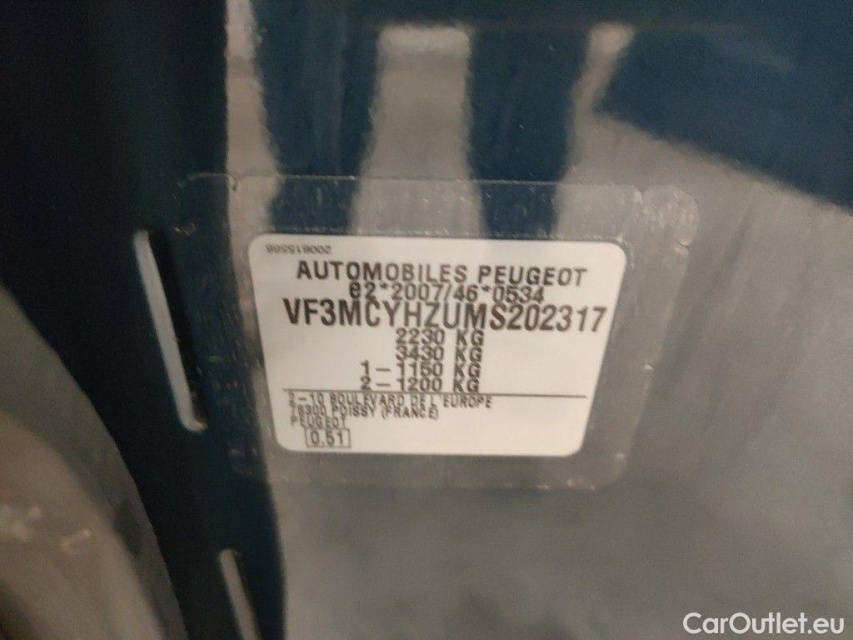 200615566
AUTOMOBILES PEUGEOT
e2*2007/46*0534
VF3MCYHZUMS202317
2230 KG
3430 KG
1-1150 KG
2-1200 KG
2-10 BOULEVARD DE L'EUROPE
78300 POISSY (FRANCE)
PEUGEOT
0.51
CarOutlet.eu